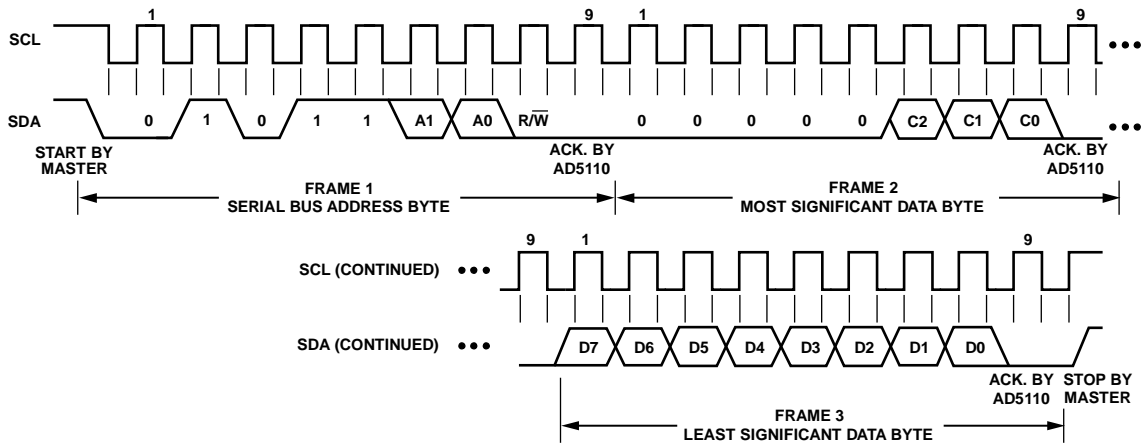 1 9 1 9
SCL •••
SDA 0 1 0 1 1 A1 A0 R/W̅ 0 0 0 0 0 C2 C1 C0 •••
START BY MASTER
ACK. BY AD5110
ACK. BY AD5110
FRAME 1
SERIAL BUS ADDRESS BYTE
FRAME 2
MOST SIGNIFICANT DATA BYTE
9 1 9
SCL (CONTINUED) •••
SDA (CONTINUED) ••• D7 D6 D5 D4 D3 D2 D1 D0
ACK. BY AD5110
STOP BY MASTER
FRAME 3
LEAST SIGNIFICANT DATA BYTE